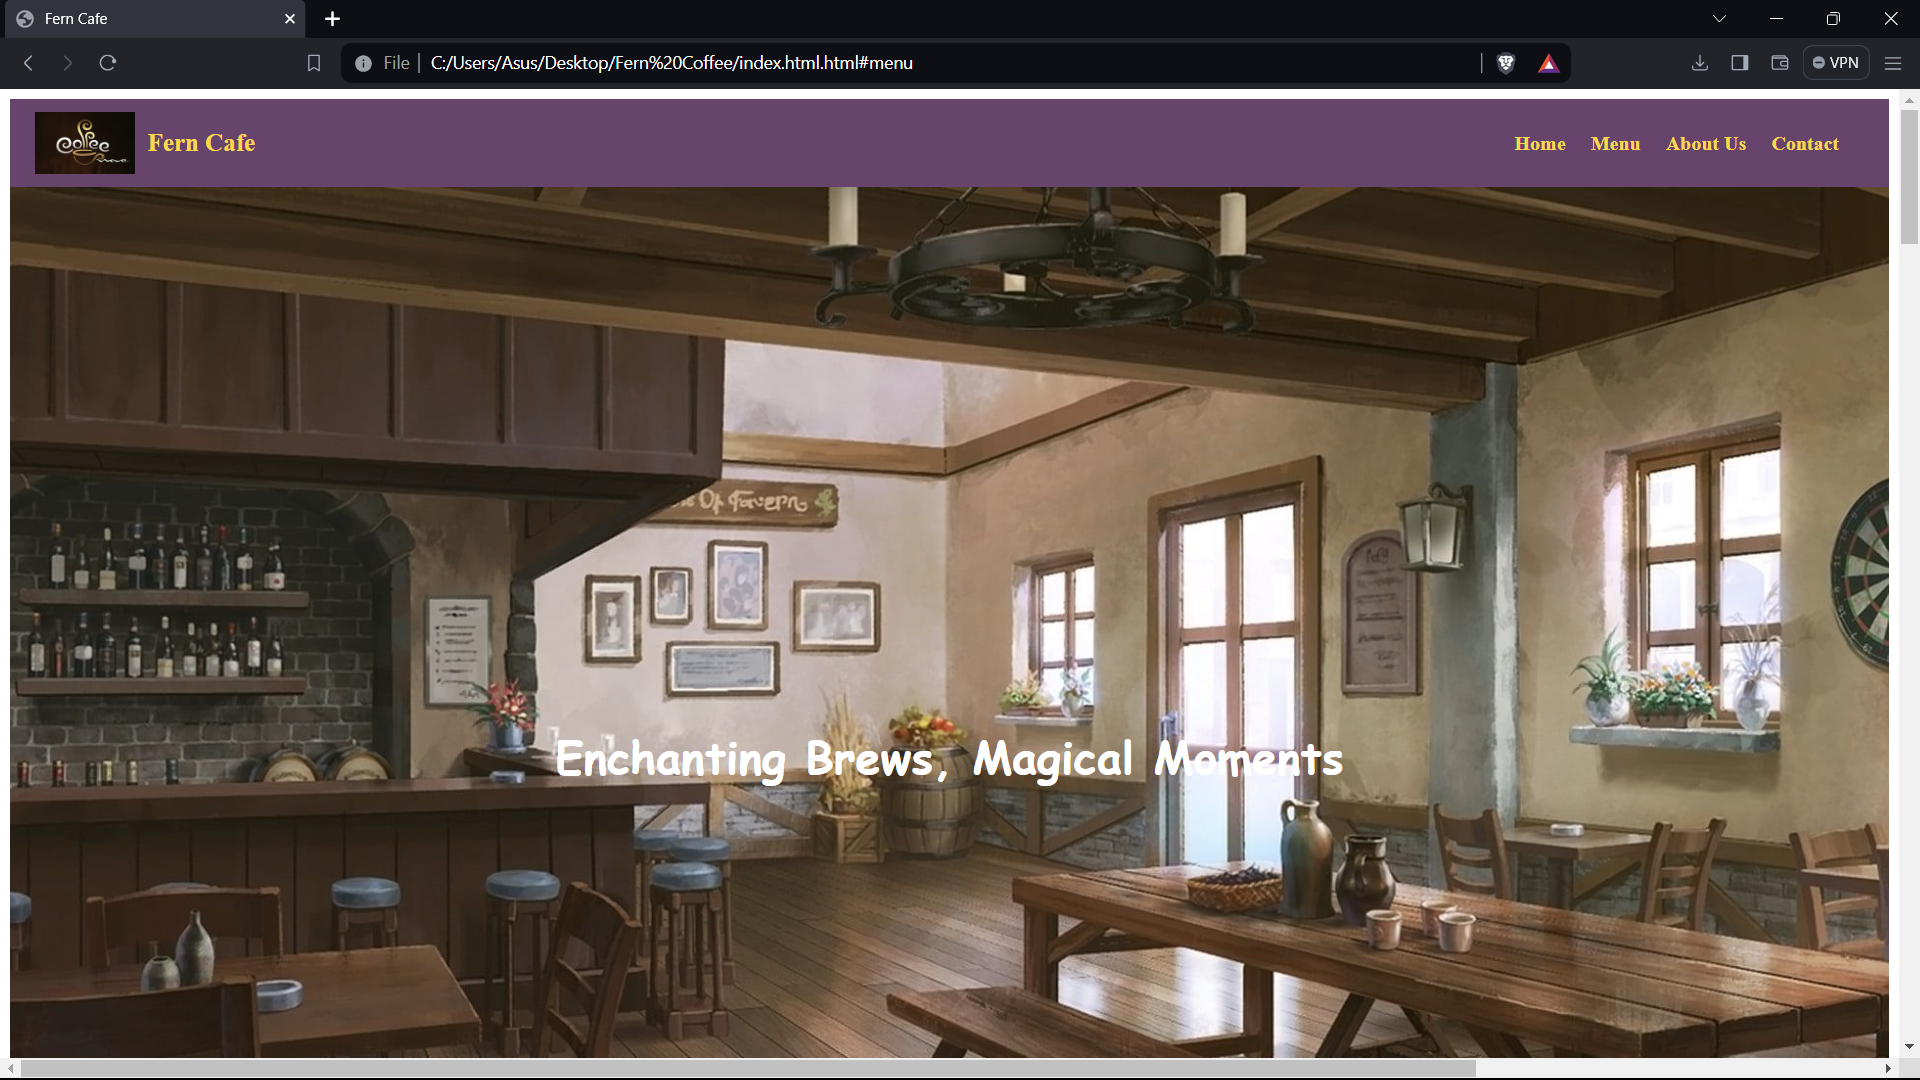 Fern Cafe
File
C:/Users/Asus/Desktop/Fern%20Coffee/index.html.html#menu
VPN
Coffee
Fern Cafe
Home Menu About Us Contact
Of Tavern
Enchanting Brews, Magical Moments